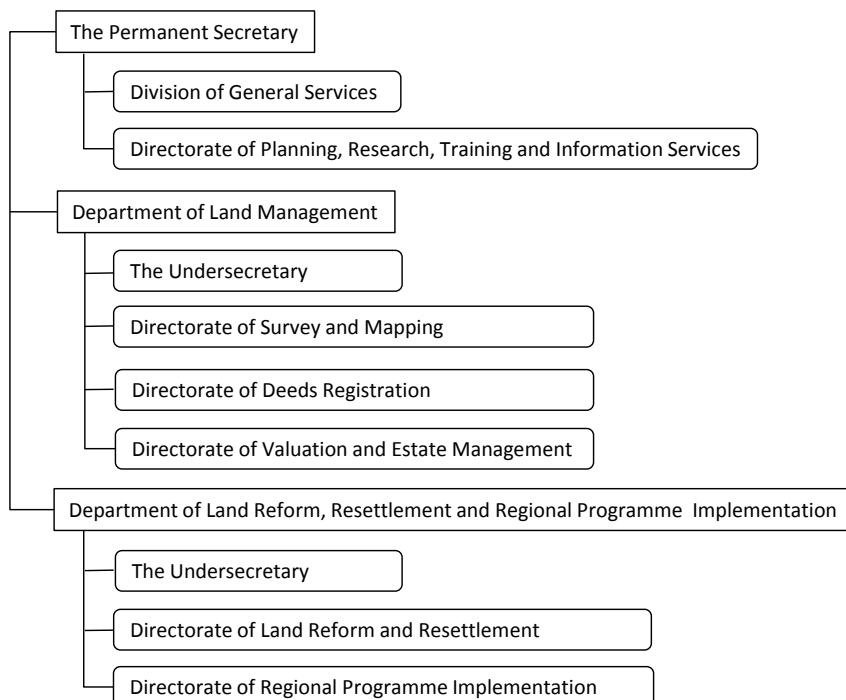 The Permanent Secretary
Division of General Services
Directorate of Planning, Research, Training and Information Services
Department of Land Management
The Undersecretary
Directorate of Survey and Mapping
Directorate of Deeds Registration
Directorate of Valuation and Estate Management
Department of Land Reform, Resettlement and Regional Programme Implementation
The Undersecretary
Directorate of Land Reform and Resettlement
Directorate of Regional Programme Implementation